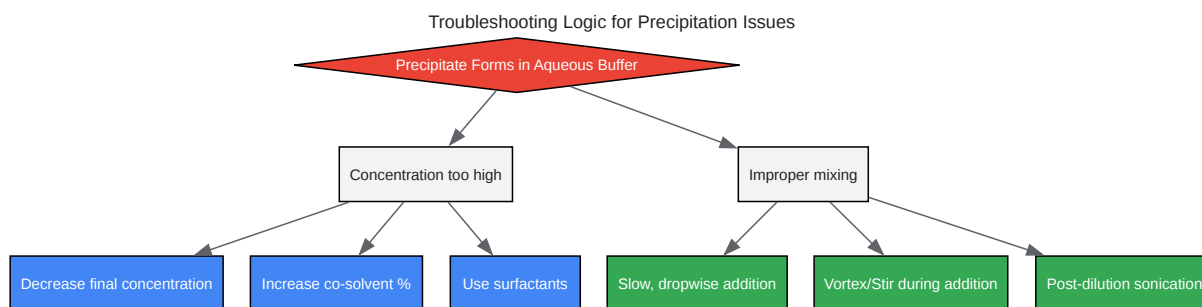 Troubleshooting Logic for Precipitation Issues
Precipitate Forms in Aqueous Buffer
Concentration too high
Improper mixing
Decrease final concentration
Increase co-solvent %
Use surfactants
Slow, dropwise addition
Vortex/Stir during addition
Post-dilution sonication